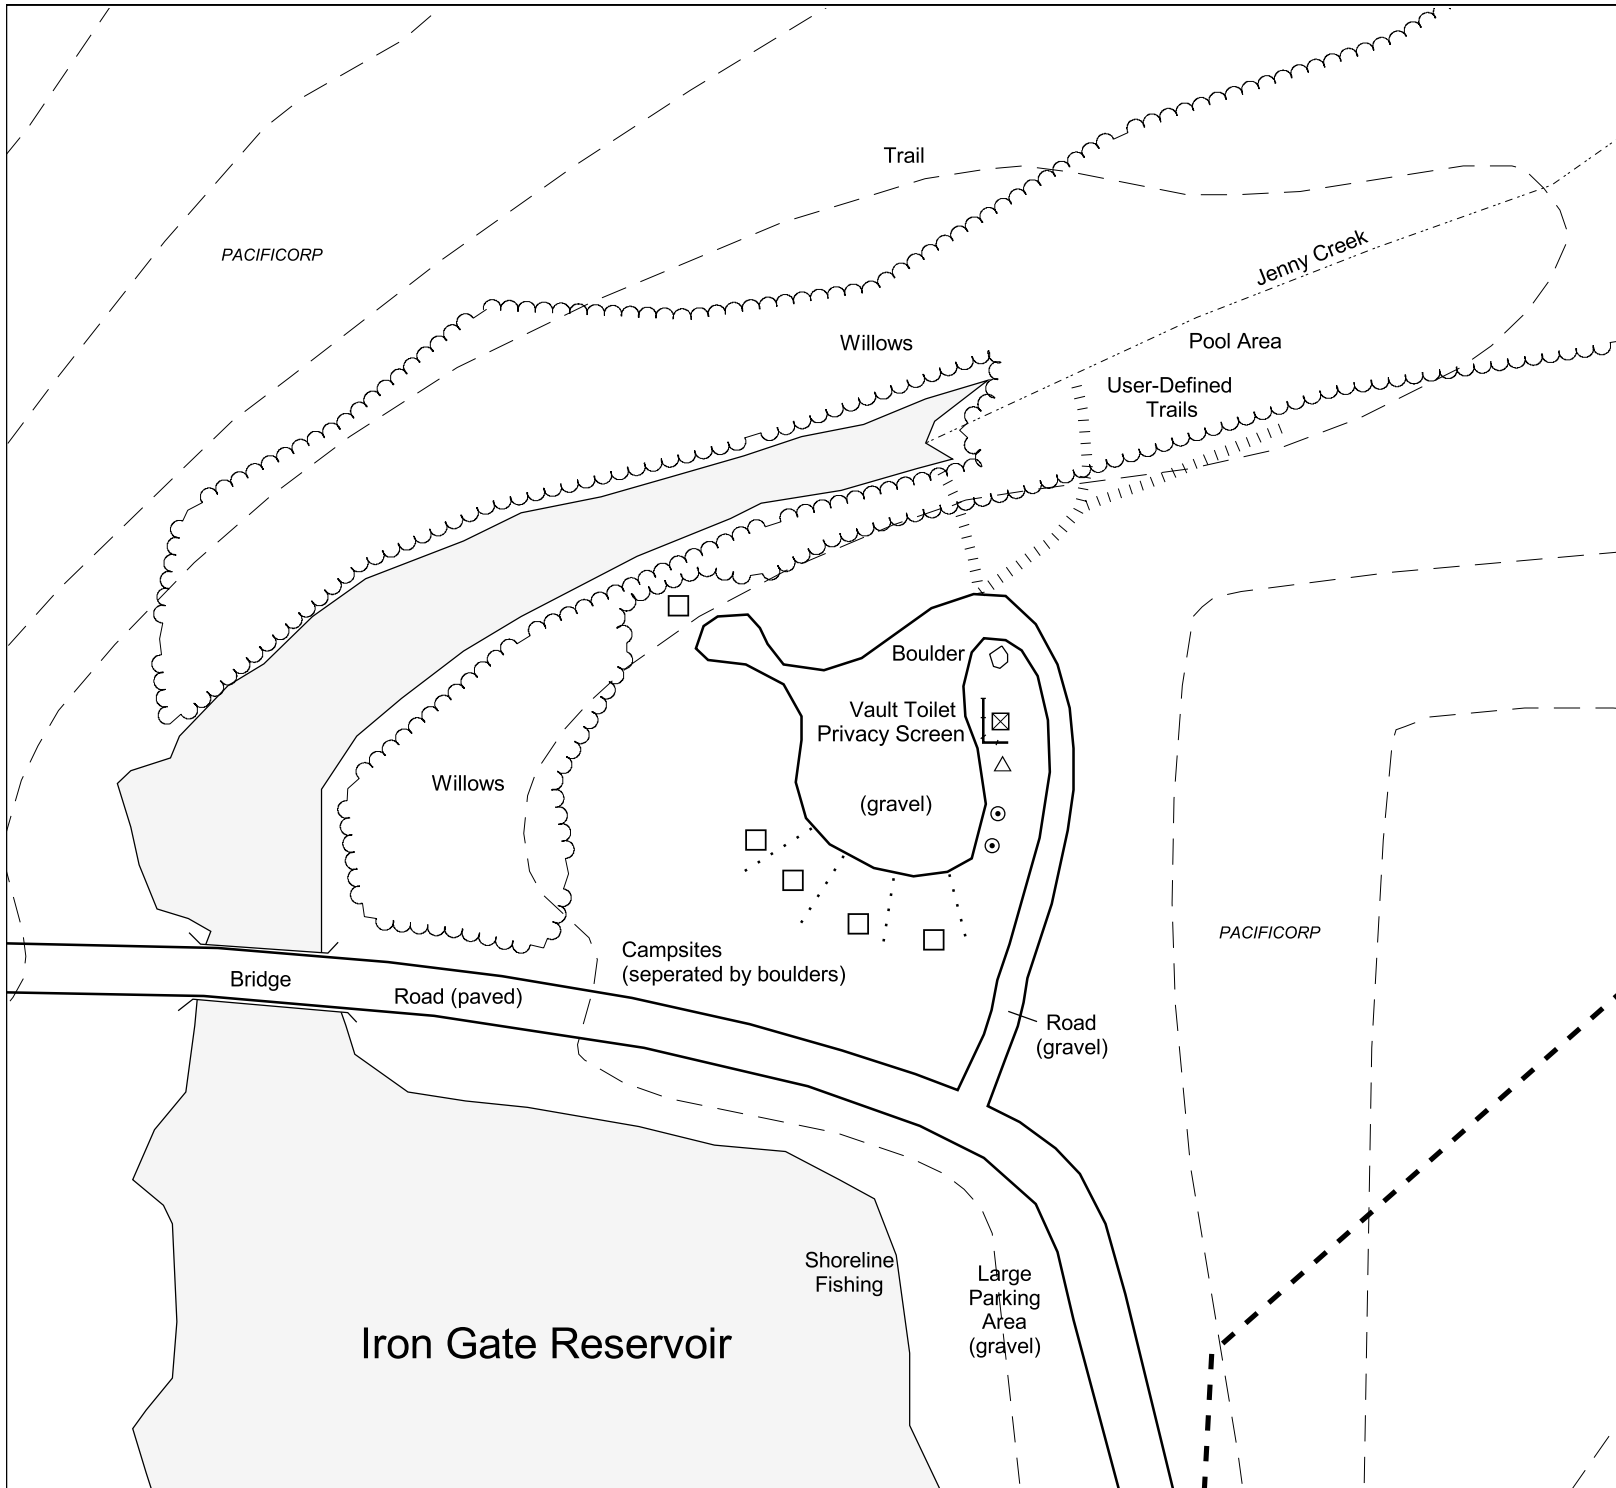 Trail
PACIFICORP
Jenny Creek
Willows
Pool Area
User-Defined
Trails
Boulder
Vault Toilet
Privacy Screen
Willows
(gravel)
PACIFICORP
Campsites
(seperated by boulders)
Bridge
Road (paved)
Road
(gravel)
Shoreline
Fishing
Large
Parking
Area
(gravel)
Iron Gate Reservoir